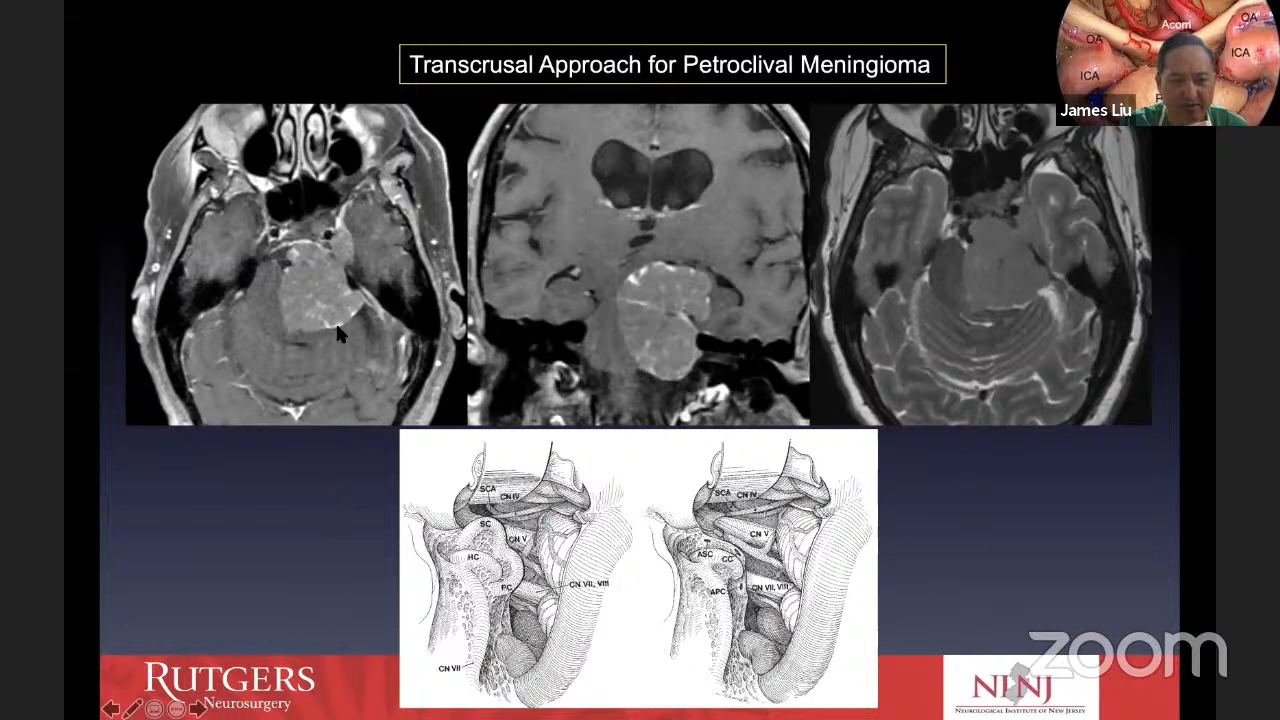 Transcrusal Approach for Petroclival Meningioma
Acom
OA
OA
ICA
ICA
James Liu
SCA
CN IV
SC
CN V
HC
PC
CN VII, VIII
CN VII
SCA
CN IV
CN V
ASC
CC
APC
CN VII, VIII
RUTGERS
Neurosurgery
zoom
NINJ
NEUROLOGICAL INSTITUTE OF NEW JERSEY